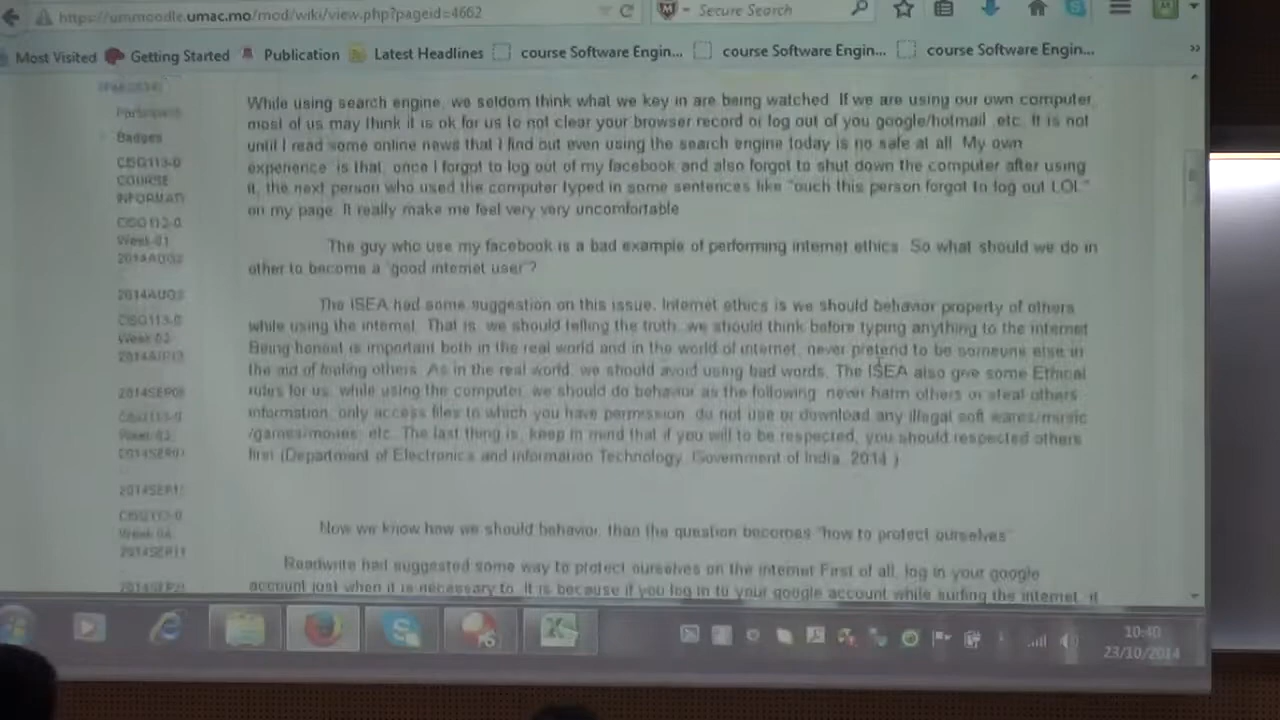 https://ummoodle.umac.mo/mod/wiki/view.php?pageid=4662
Secure Search
Most Visited Getting Started Publication Latest Headlines course Software Engin... course Software Engin... course Software Engin...
Badges
CISG113-0
COURSE
INFORMATI
Week-01
While using search engine, we seldom think what we key in are being watched. If we are using our own computer,
most of us may think it is ok for us to not clear your browser record or log out of you google/hotmail etc. It is not
until I read some online news that I find out even using the search engine today is no safe at all. My own
experience is that, once I forgot to log out of my facebook and also forgot to shut down the computer after using
it, the next person who used the computer typed in some sentences like "ouch this person forgot to log out LOL"
on my page. It really make me feel very very uncomfortable
The guy who use my facebook is a bad example of performing internet ethics. So what should we do in
other to become a "good internet user"?
The ISEA had some suggestion on this issue. Internet ethics is we should behavior property of others
while using the internet. That is, we should telling the truth, we should think before typing anything to the internet.
Being honest is important both in the real world and in the world of internet, never pretend to be someone else in
the aid of fooling others. As in the real world, we should avoid using bad words. The ISEA also give some Ethical
rules for us, while using the computer, we should do behavior as the following: never harm others or steal others
information, only access files to which you have permission, do not use or download any illegal soft wares/music
/games/movies, etc. The last thing is, keep in mind that if you will to be respected, you should respected others
first (Department of Electronics and information Technology, Government of India, 2014 )
Now we know how we should behavior, than the question becomes "how to protect ourselves"
Readwrite had suggested some way to protect ourselves on the internet First of all, log in your google
account just when it is necessary to. It is because if you log in to your google account while surfing the internet, it
10:40
23/10/2014